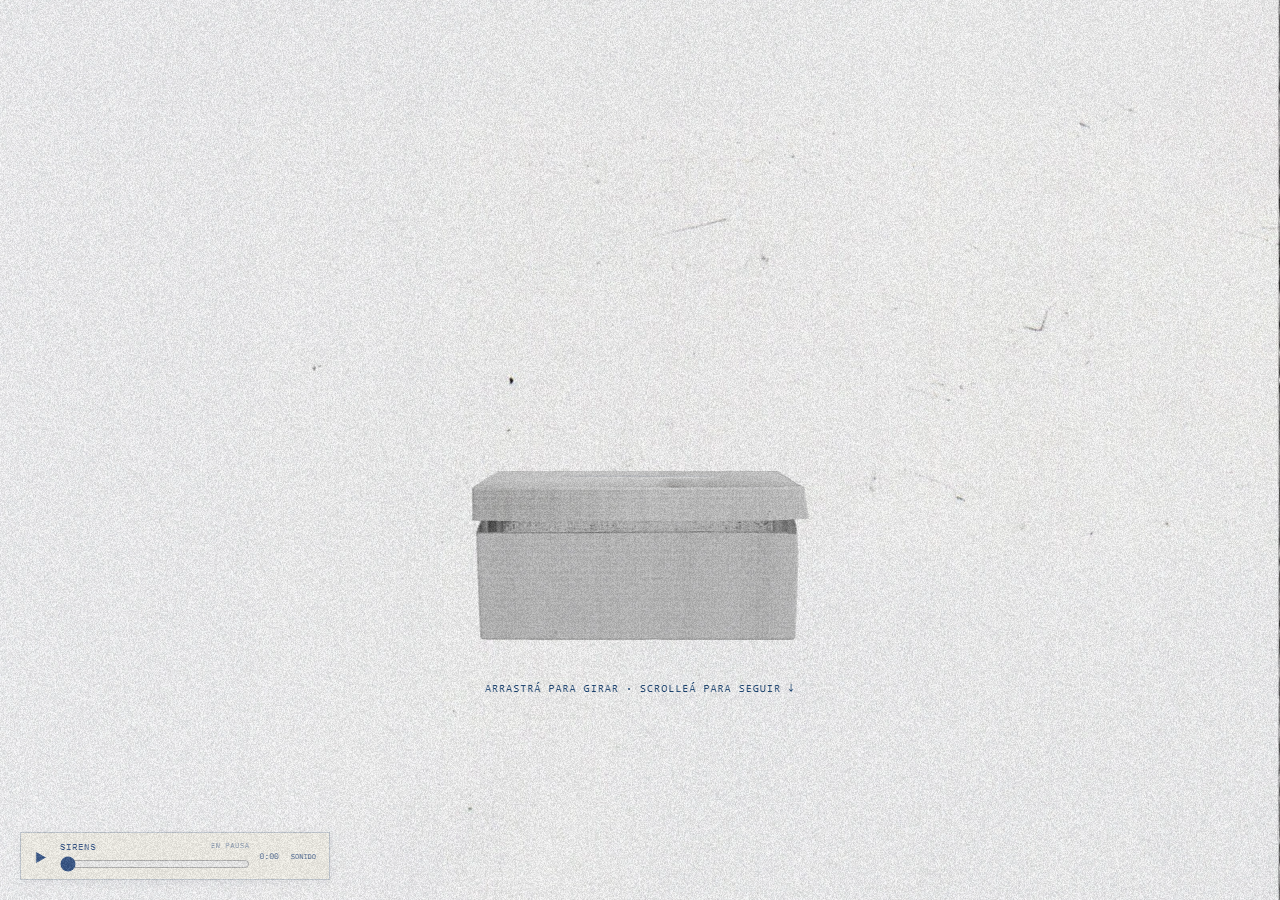 ARRASTRÁ PARA GIRAR · SCROLLEÁ PARA SEGUIR ↓
SIRENS EN PAUSA
0:00 SONIDO